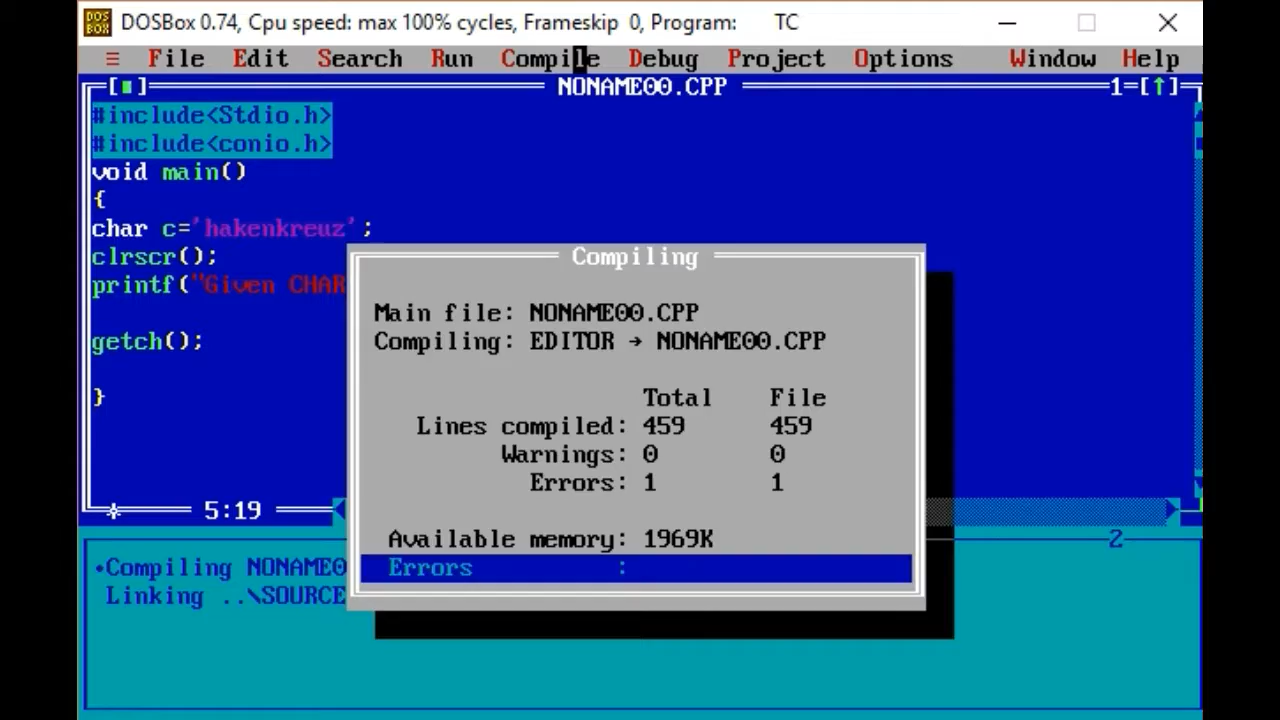 DOSBox 0.74, Cpu speed: max 100% cycles, Frameskip 0, Program: TC
≡ File Edit Search Run Compile Debug Project Options Window Help
NONAME00.CPP 1=[↑]
#include<Stdio.h>
#include<conio.h>
void main()
{
char c='hakenkreuz';
clrscr();
printf("Given CHAR
getch();
}
5:19
Compiling
Main file: NONAME00.CPP
Compiling: EDITOR → NONAME00.CPP
Total File
Lines compiled: 459 459
Warnings: 0 0
Errors: 1 1
Available memory: 1969K
Errors :
2
•Compiling NONAME0
Linking ..\SOURCE